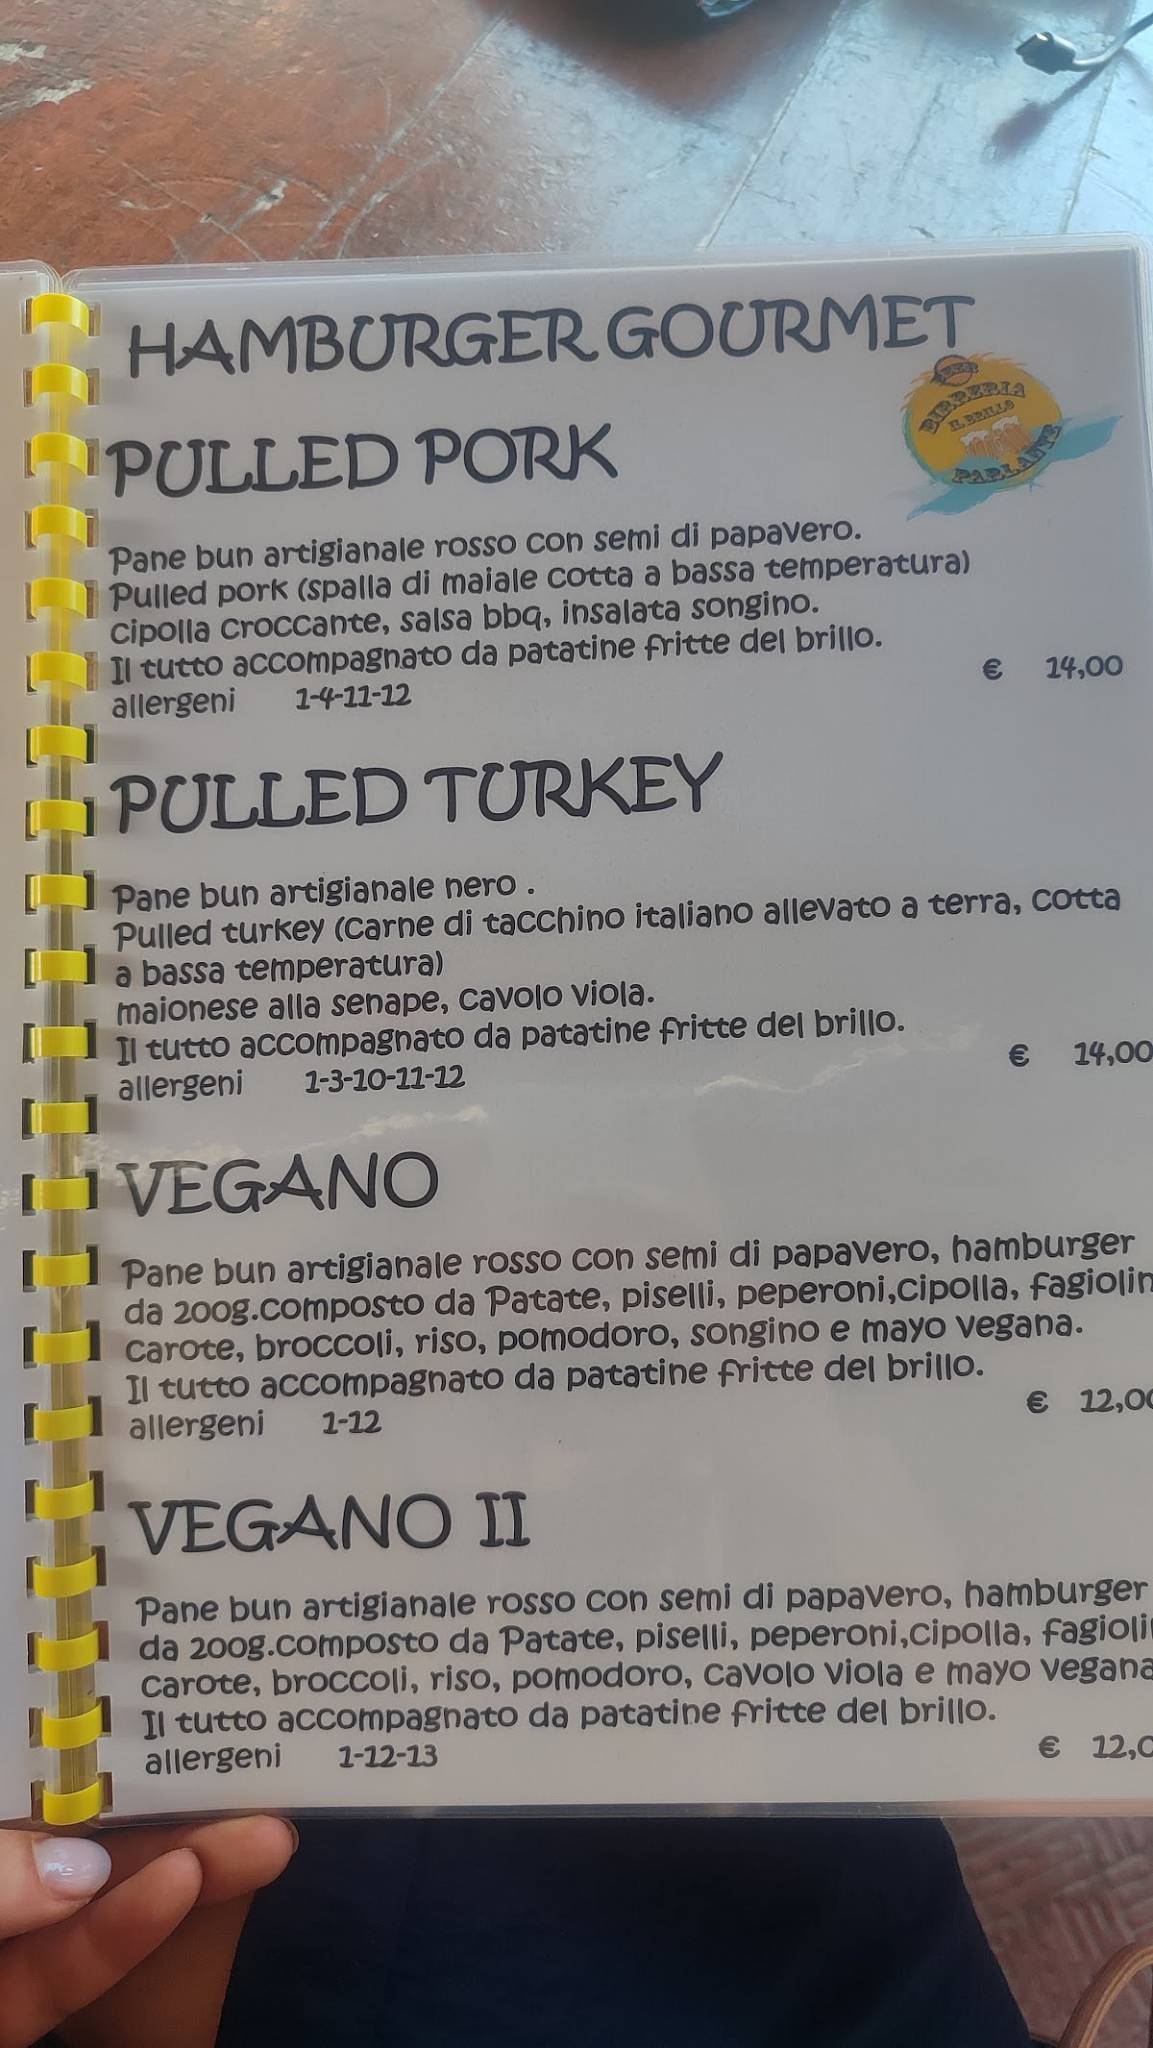 HAMBURGER GOURMET
BEER
BIRRERIA
IL BRILLO
PARLANTE
PULLED PORK
Pane bun artigianale rosso con semi di papavero.
Pulled pork (spalla di maiale cotta a bassa temperatura)
cipolla croccante, salsa bbq, insalata songino.
Il tutto accompagnato da patatine fritte del brillo.
allergeni 1-4-11-12 € 14,00
PULLED TURKEY
Pane bun artigianale nero .
Pulled turkey (carne di tacchino italiano allevato a terra, cotta
a bassa temperatura)
maionese alla senape, cavolo viola.
Il tutto accompagnato da patatine fritte del brillo.
allergeni 1-3-10-11-12 € 14,00
VEGANO
Pane bun artigianale rosso con semi di papavero, hamburger
da 200g.composto da Patate, piselli, peperoni,cipolla, fagiolin
carote, broccoli, riso, pomodoro, songino e mayo vegana.
Il tutto accompagnato da patatine fritte del brillo.
allergeni 1-12 € 12,00
VEGANO II
Pane bun artigianale rosso con semi di papavero, hamburger
da 200g.composto da Patate, piselli, peperoni,cipolla, fagioli
carote, broccoli, riso, pomodoro, cavolo viola e mayo vegana
Il tutto accompagnato da patatine fritte del brillo.
allergeni 1-12-13 € 12,0